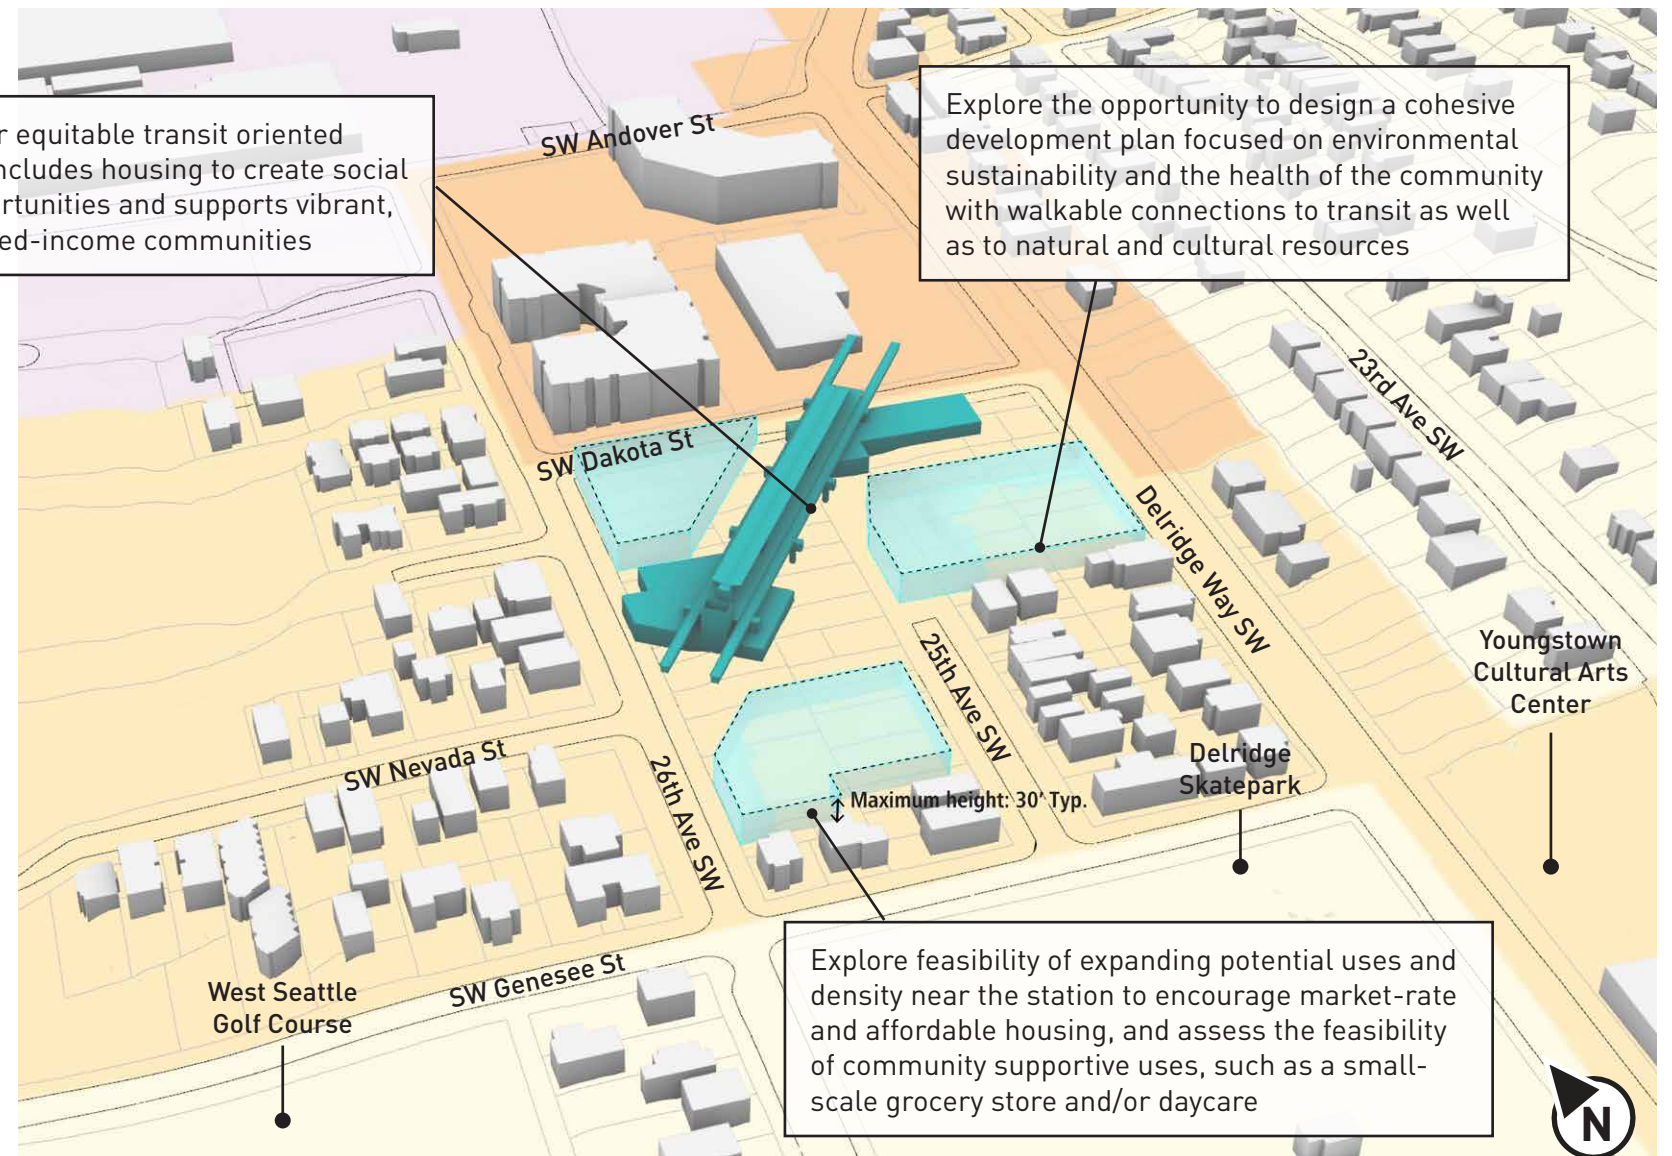 r equitable transit oriented
ncludes housing to create social
rtunities and supports vibrant,
ed-income communities
Explore the opportunity to design a cohesive
development plan focused on environmental
sustainability and the health of the community
with walkable connections to transit as well
as to natural and cultural resources
SW Andover St
23rd Ave SW
SW Dakota St
Delridge Way SW
25th Ave SW
Youngstown
Cultural Arts
Center
SW Nevada St
26th Ave SW
Delridge
Skatepark
Maximum height: 30' Typ.
West Seattle
Golf Course
SW Genesee St
Explore feasibility of expanding potential uses and
density near the station to encourage market-rate
and affordable housing, and assess the feasibility
of community supportive uses, such as a small-
scale grocery store and/or daycare
N